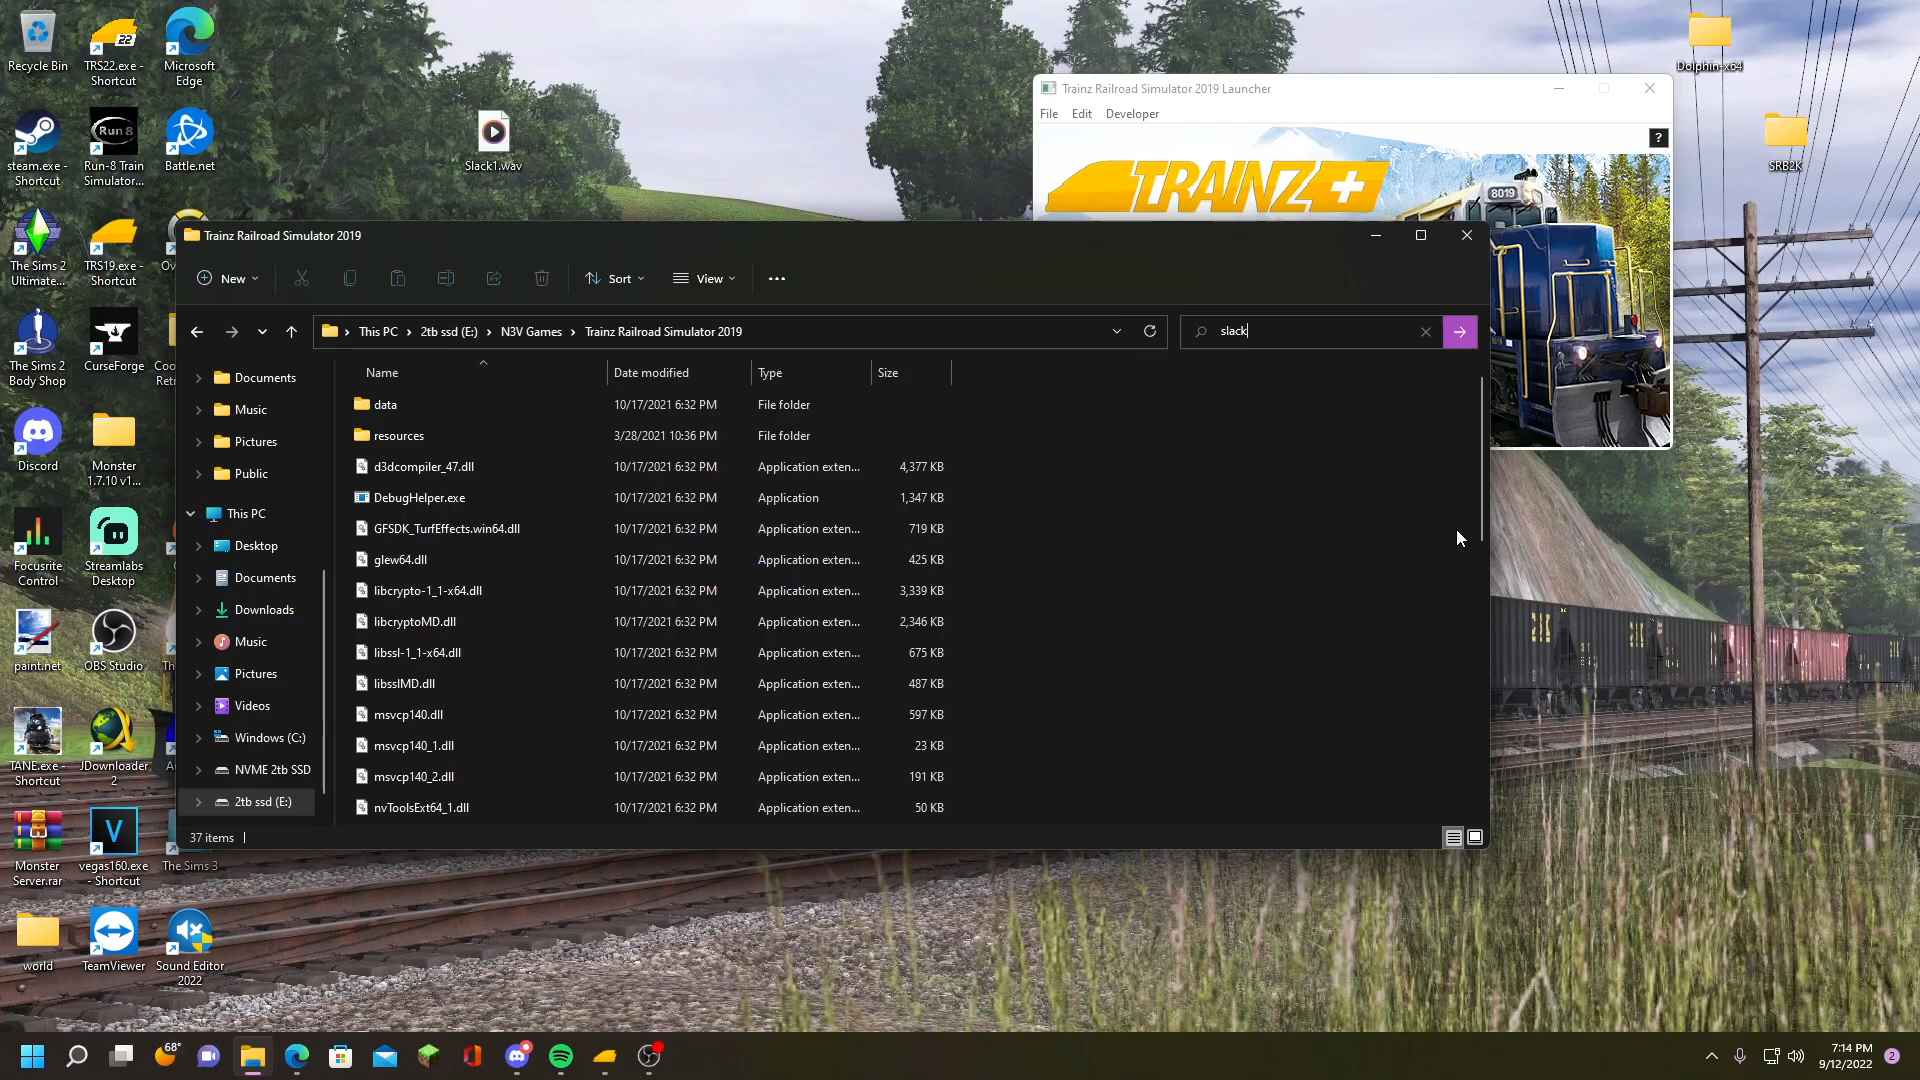 Recycle Bin
TRS22.exe -
Shortcut
Microsoft
Edge
22
Slack1.wav
Dolphin-x64
SRB2K
steam.exe -
Shortcut
Run 8
Run-8 Train
Simulator...
Battle.net
The Sims 2
Ultimate...
TRS19.exe -
Shortcut
Ov
The Sims 2
Body Shop
CurseForge
Coo
Retr
Discord
Monster
1.7.10 v1...
Focusrite
Control
Streamlabs
Desktop
paint.net
OBS Studio
Th
TANE.exe -
Shortcut
JDownloader
2
A
Monster
Server.rar
V
vegas160.exe
- Shortcut
The Sims 3
world
TeamViewer
Sound Editor
2022
Trainz Railroad Simulator 2019 Launcher
File Edit Developer
?
TRAINZ+
8019
Trainz Railroad Simulator 2019
New
Sort
View
This PC > 2tb ssd (E:) > N3V Games > Trainz Railroad Simulator 2019
slack
Documents
Music
Pictures
Public
This PC
Desktop
Documents
Downloads
Music
Pictures
Videos
Windows (C:)
NVME 2tb SSD
2tb ssd (E:)
Name Date modified Type Size
data 10/17/2021 6:32 PM File folder
resources 3/28/2021 10:36 PM File folder
d3dcompiler_47.dll 10/17/2021 6:32 PM Application exten... 4,377 KB
DebugHelper.exe 10/17/2021 6:32 PM Application 1,347 KB
GFSDK_TurfEffects.win64.dll 10/17/2021 6:32 PM Application exten... 719 KB
glew64.dll 10/17/2021 6:32 PM Application exten... 425 KB
libcrypto-1_1-x64.dll 10/17/2021 6:32 PM Application exten... 3,339 KB
libcryptoMD.dll 10/17/2021 6:32 PM Application exten... 2,346 KB
libssl-1_1-x64.dll 10/17/2021 6:32 PM Application exten... 675 KB
libsslMD.dll 10/17/2021 6:32 PM Application exten... 487 KB
msvcp140.dll 10/17/2021 6:32 PM Application exten... 597 KB
msvcp140_1.dll 10/17/2021 6:32 PM Application exten... 23 KB
msvcp140_2.dll 10/17/2021 6:32 PM Application exten... 191 KB
nvToolsExt64_1.dll 10/17/2021 6:32 PM Application exten... 50 KB
37 items
68°
7:14 PM
9/12/2022
2